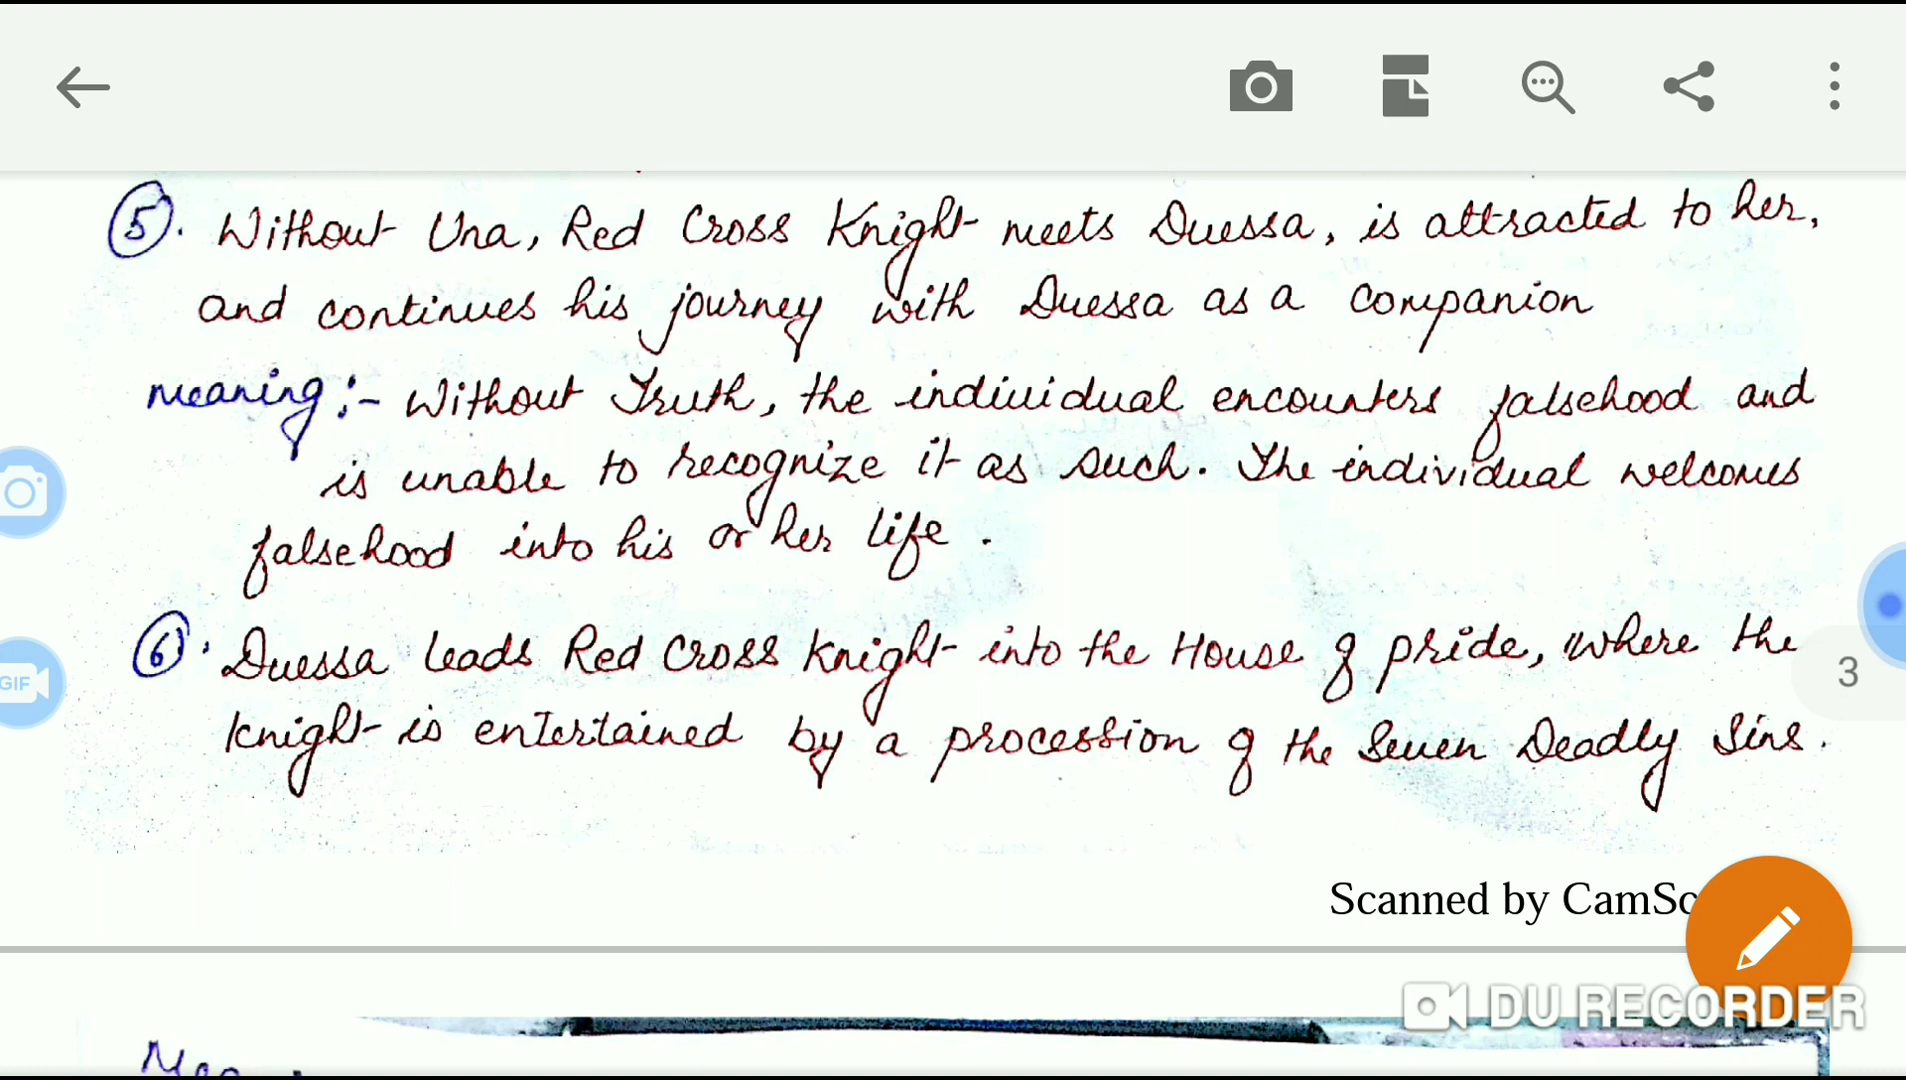 5. Without Una, Red Cross Knight meets Duessa, is attracted to her,
and continues his journey with Duessa as a companion
meaning :- Without Truth, the individual encounters falsehood and
is unable to recognize it as such. The individual welcomes
falsehood into his or her life.
6. Duessa leads Red Cross Knight into the House of pride, where the
knight is entertained by a procession of the Seven Deadly Sins.
GIF
3
Scanned by CamSc
DU RECORDER